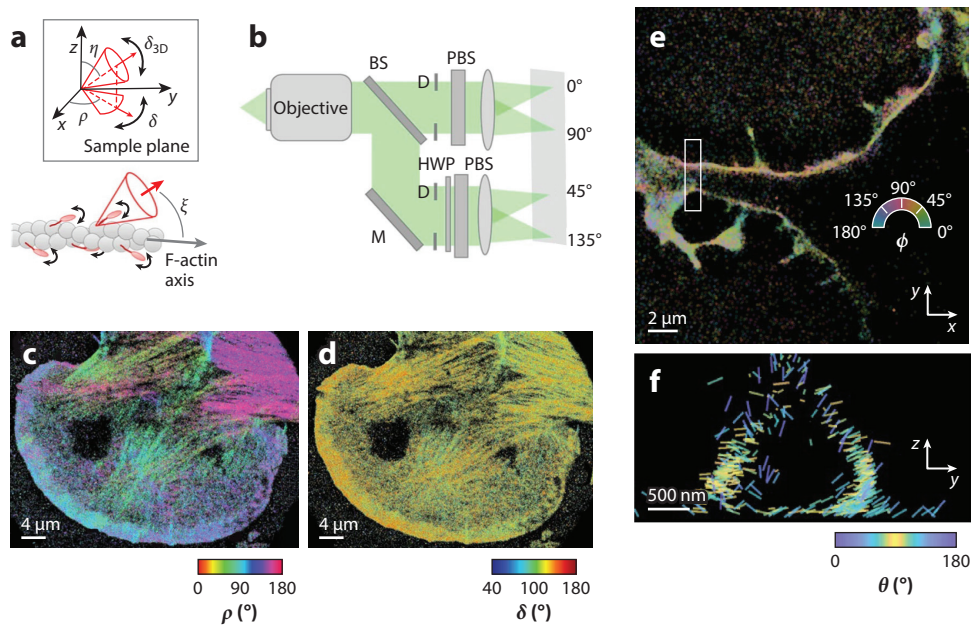 a
z
η
δ3D
y
x
ρ
δ
Sample plane
ξ
F-actin
axis
b
BS
PBS
D
Objective
0°
90°
HWP
PBS
D
45°
M
135°
c
4 µm
0 90 180
ρ (°)
d
4 µm
40 100 180
δ (°)
e
90°
135° 45°
180° 0°
ϕ
y
x
2 µm
f
z
y
500 nm
0 180
θ (°)